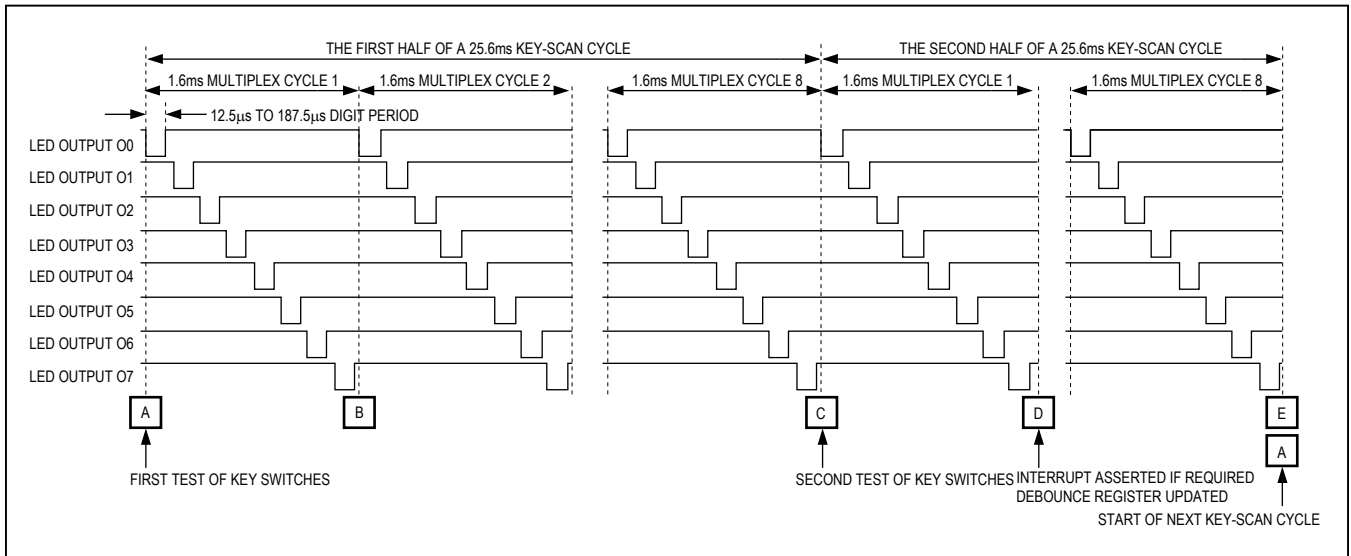 THE FIRST HALF OF A 25.6ms KEY-SCAN CYCLE
THE SECOND HALF OF A 25.6ms KEY-SCAN CYCLE
1.6ms MULTIPLEX CYCLE 1
1.6ms MULTIPLEX CYCLE 2
1.6ms MULTIPLEX CYCLE 8
1.6ms MULTIPLEX CYCLE 1
1.6ms MULTIPLEX CYCLE 8
12.5μs TO 187.5μs DIGIT PERIOD
LED OUTPUT O0
LED OUTPUT O1
LED OUTPUT O2
LED OUTPUT O3
LED OUTPUT O4
LED OUTPUT O5
LED OUTPUT O6
LED OUTPUT O7
A
B
C
D
E
A
FIRST TEST OF KEY SWITCHES
SECOND TEST OF KEY SWITCHES
INTERRUPT ASSERTED IF REQUIRED
DEBOUNCE REGISTER UPDATED
START OF NEXT KEY-SCAN CYCLE